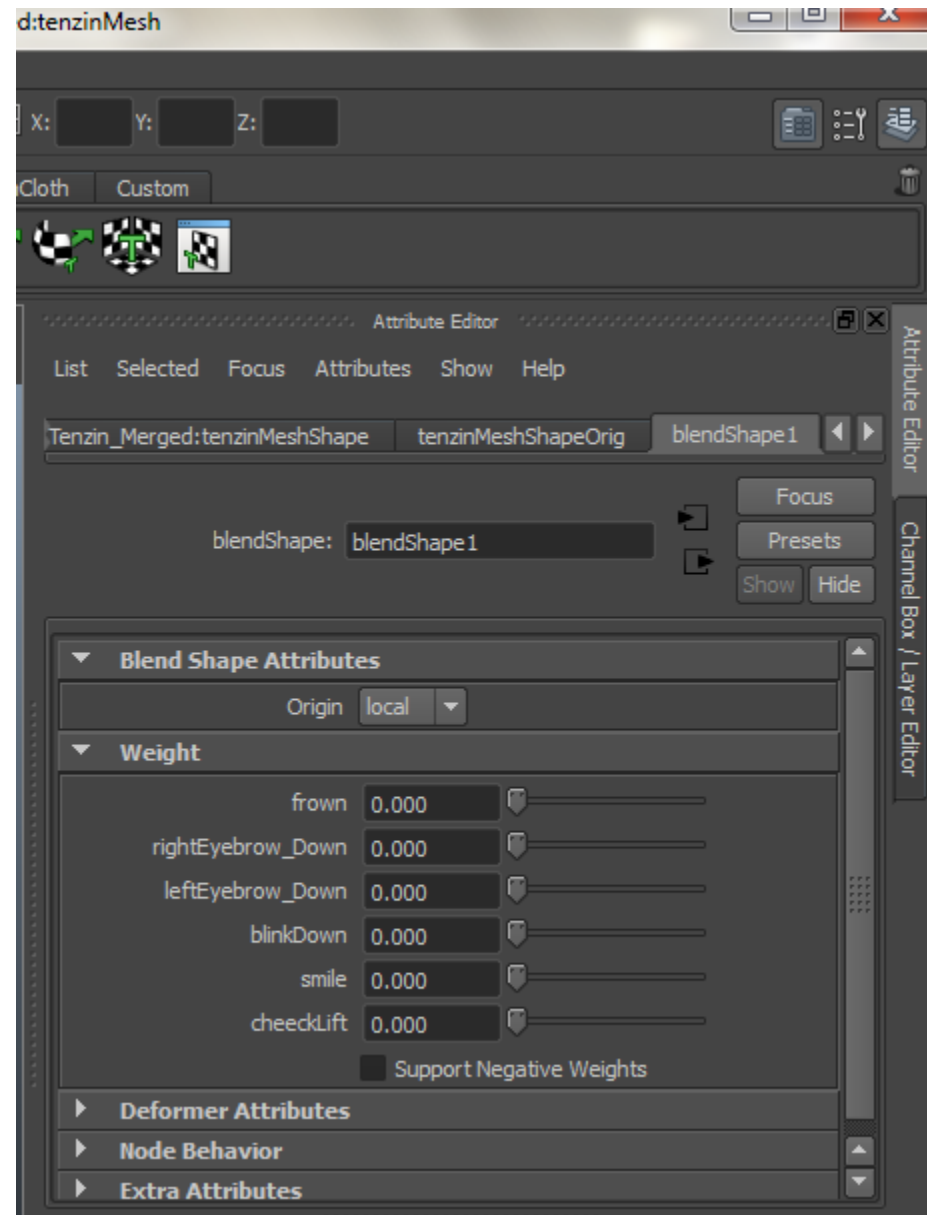 d:tenzinMesh
X: Y: Z:
Cloth Custom
Attribute Editor
List Selected Focus Attributes Show Help
Tenzin_Merged:tenzinMeshShape tenzinMeshShapeOrig blendShape1
Focus
blendShape: blendShape1 Presets
Show Hide
Blend Shape Attributes
Origin local
Weight
frown 0.000
rightEyebrow_Down 0.000
leftEyebrow_Down 0.000
blinkDown 0.000
smile 0.000
cheeckLift 0.000
Support Negative Weights
Deformer Attributes
Node Behavior
Extra Attributes
Attribute Editor
Channel Box / Layer Editor